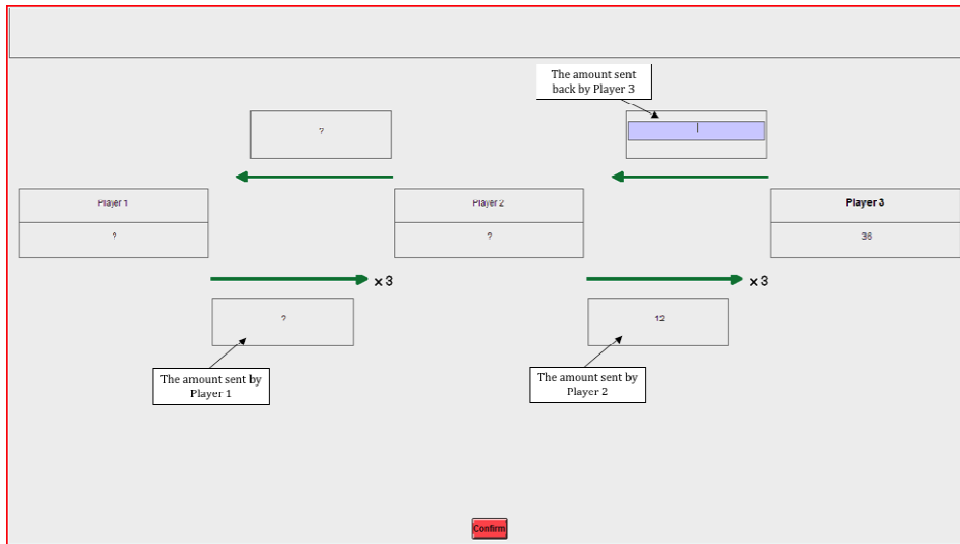 The amount sent
back by Player 3
?
Player 1
?
Player 2
?
Player 3
36
x 3
x 3
?
12
The amount sent by
Player 1
The amount sent by
Player 2
Confirm